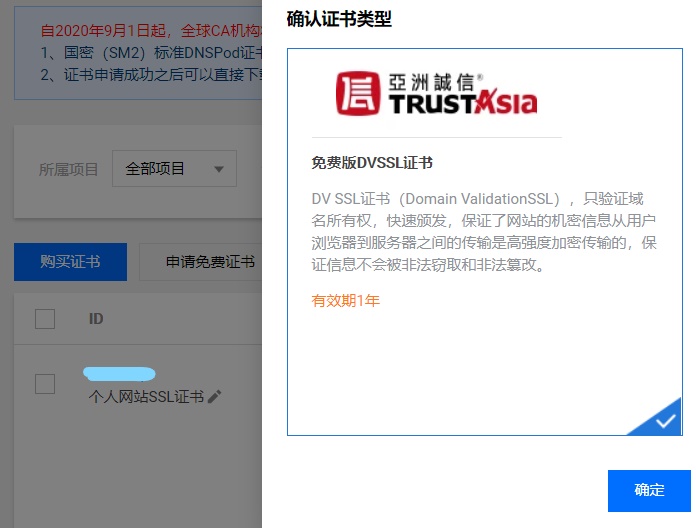 自2020年9月1日起，全球CA机构
1、国密（SM2）标准DNSPod证
2、证书申请成功之后可以直接下
所属项目
全部项目
购买证书
申请免费证书
ID
个人网站SSL证书
确认证书类型
亞洲誠信®
TRUSTASIA
免费版DVSSL证书
DV SSL证书（Domain ValidationSSL），只验证域
名所有权，快速颁发，保证了网站的机密信息从用户
浏览器到服务器之间的传输是高强度加密传输的，保
证信息不会被非法窃取和非法篡改。
有效期1年
确定